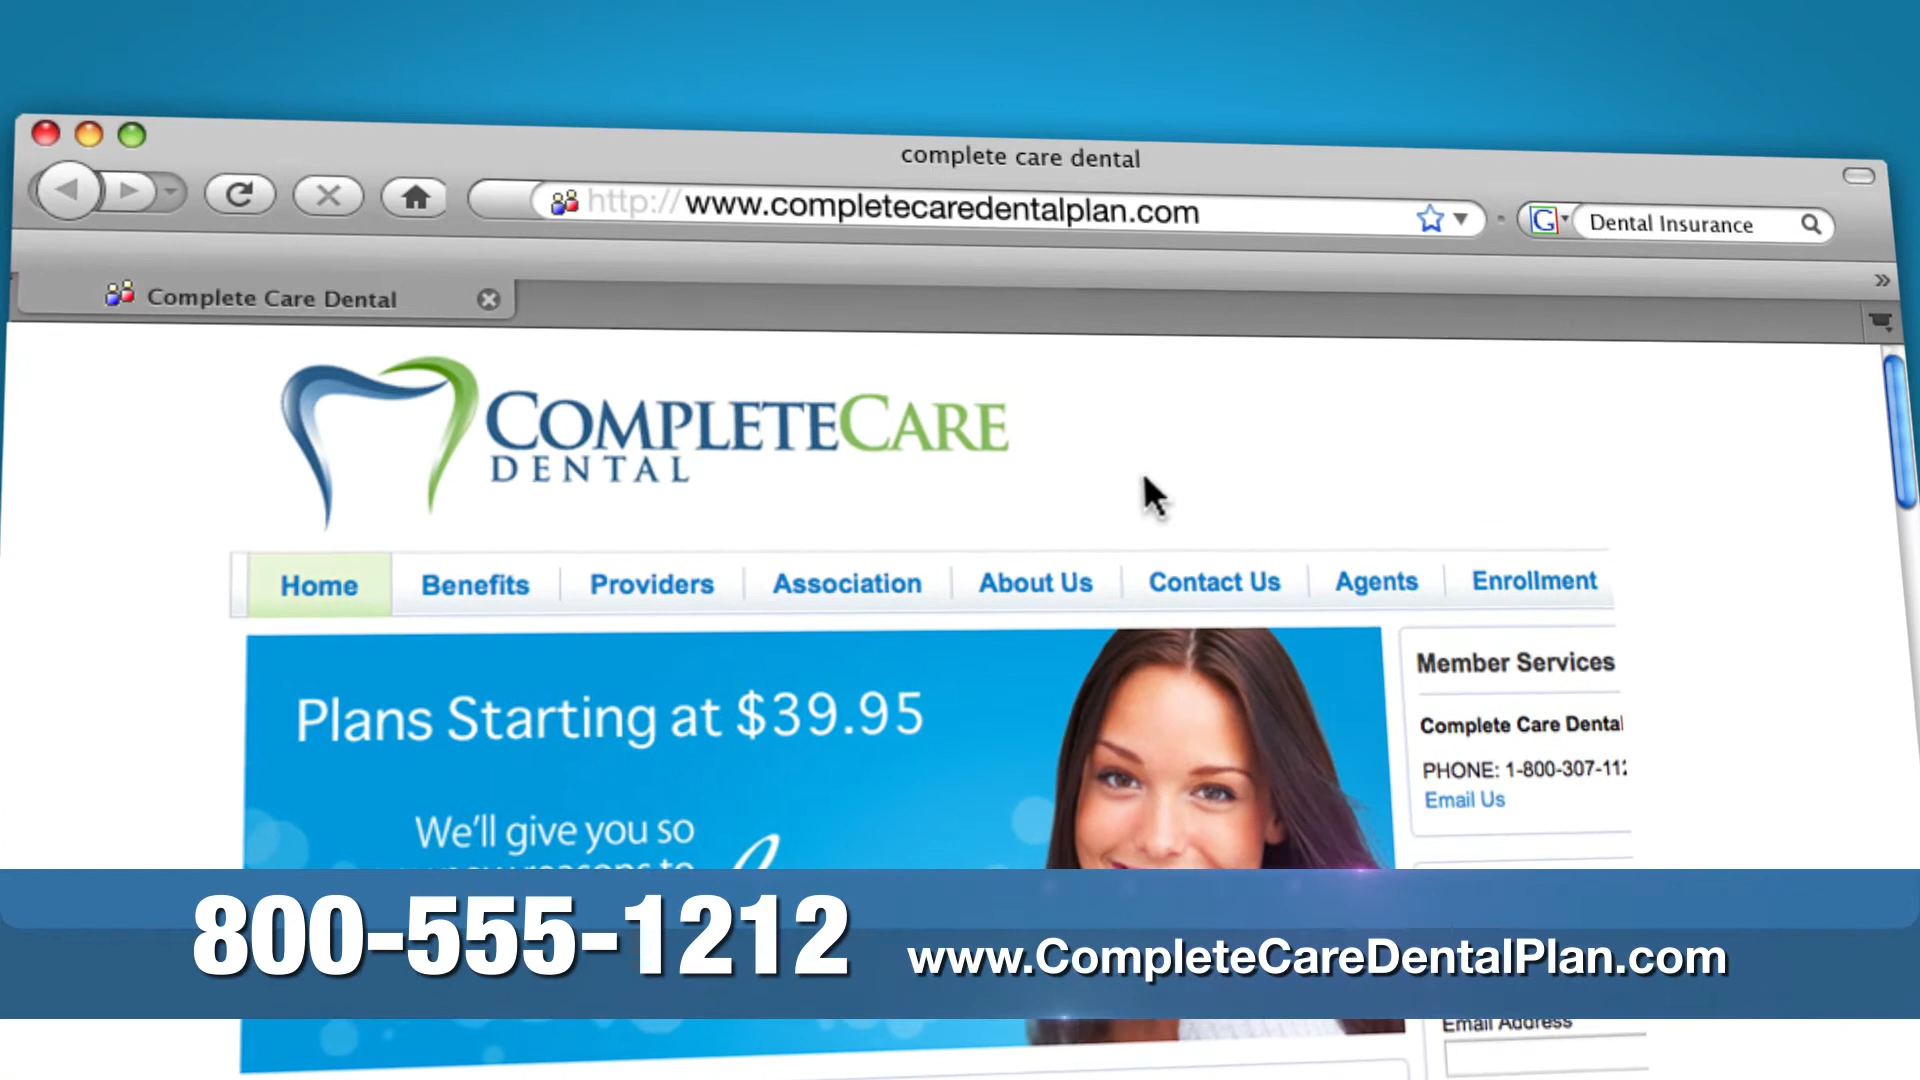 complete care dental
http:// www.completecaredentalplan.com
Dental Insurance
Complete Care Dental
COMPLETECARE
DENTAL
Home Benefits Providers Association About Us Contact Us Agents Enrollment
Plans Starting at $39.95
We'll give you so
Member Services
Complete Care Dental
PHONE: 1-800-307-11
Email Us
800-555-1212 www.CompleteCareDentalPlan.com
Email Address